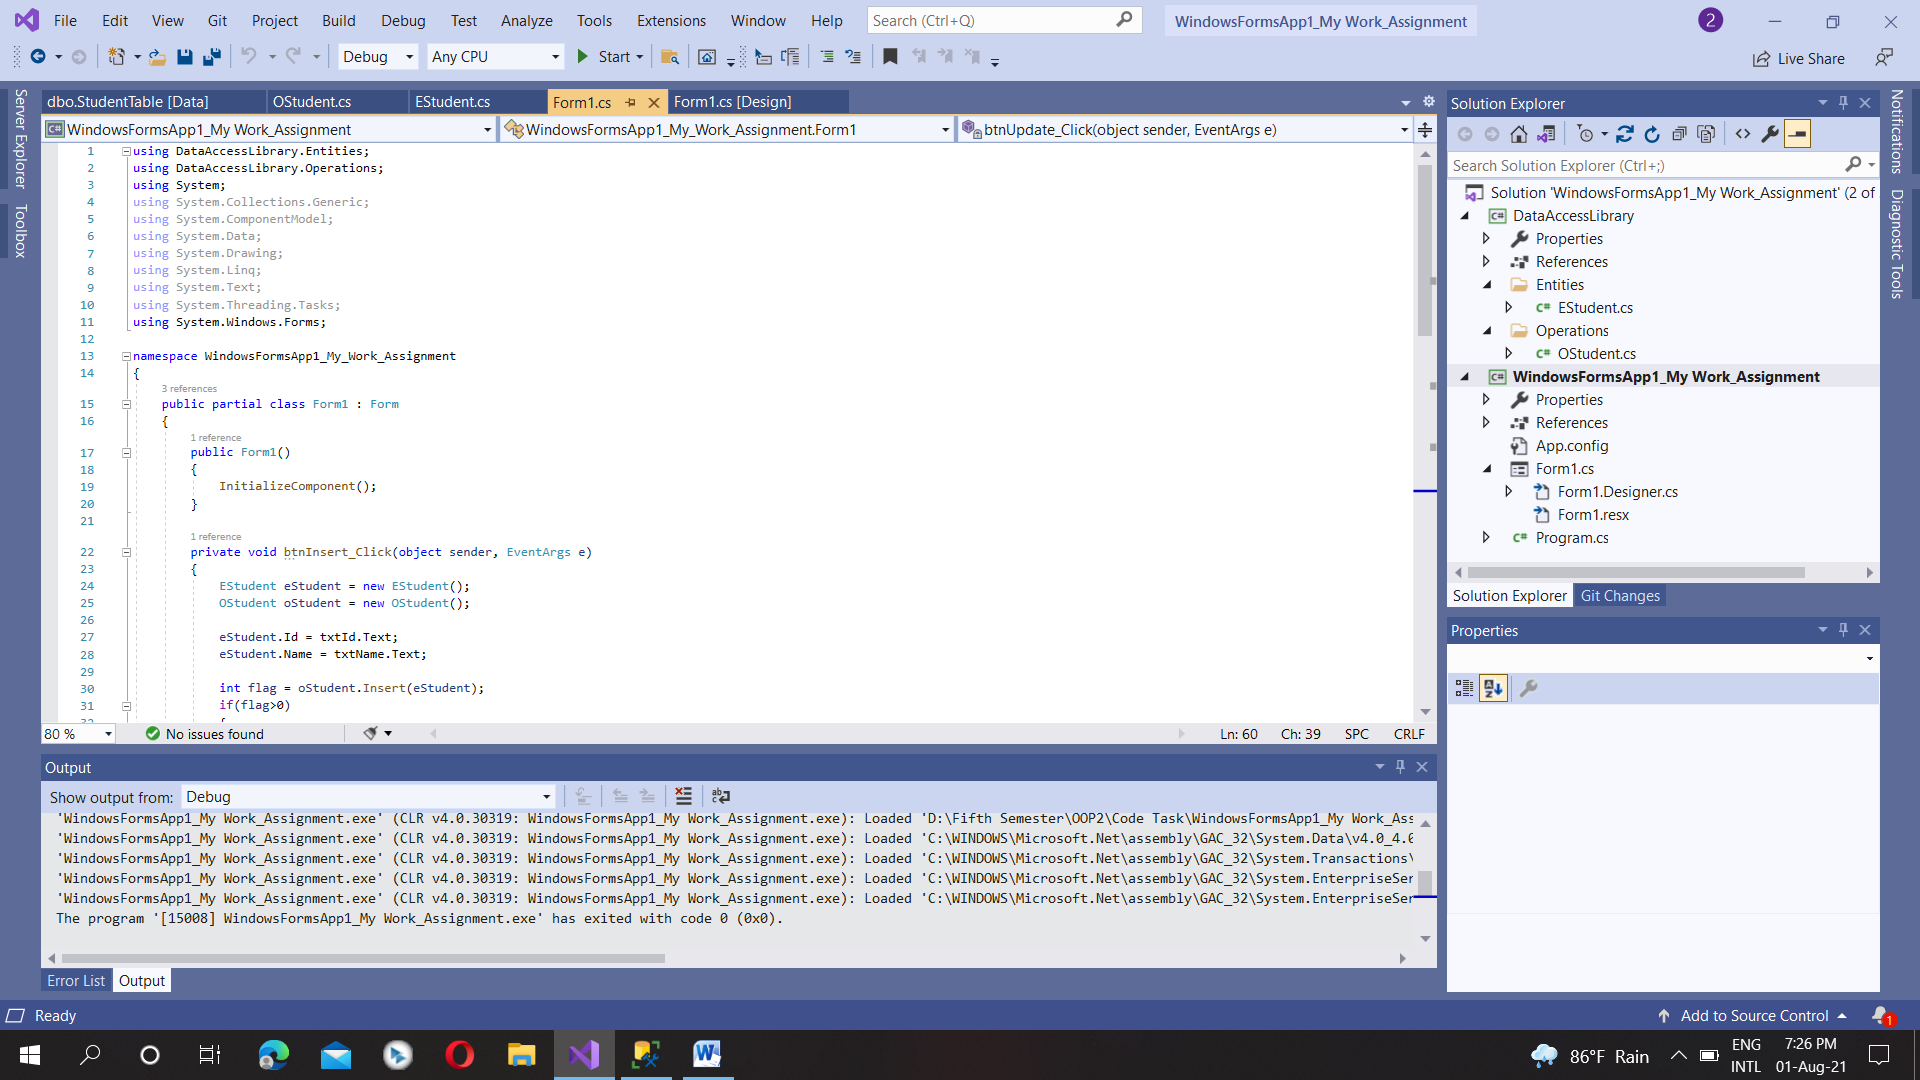 File Edit View Git Project Build Debug Test Analyze Tools Extensions Window Help Search (Ctrl+Q) WindowsFormsApp1_My Work_Assignment 2
Debug Any CPU Start Live Share
Server Explorer
Toolbox
dbo.StudentTable [Data] OStudent.cs EStudent.cs Form1.cs Form1.cs [Design]
WindowsFormsApp1_My Work_Assignment WindowsFormsApp1_My_Work_Assignment.Form1 btnUpdate_Click(object sender, EventArgs e)
1 using DataAccessLibrary.Entities;
2 using DataAccessLibrary.Operations;
3 using System;
4 using System.Collections.Generic;
5 using System.ComponentModel;
6 using System.Data;
7 using System.Drawing;
8 using System.Linq;
9 using System.Text;
10 using System.Threading.Tasks;
11 using System.Windows.Forms;
12
13 namespace WindowsFormsApp1_My_Work_Assignment
14 {
3 references
15 public partial class Form1 : Form
16 {
1 reference
17 public Form1()
18 {
19 InitializeComponent();
20 }
21
1 reference
22 private void btnInsert_Click(object sender, EventArgs e)
23 {
24 EStudent eStudent = new EStudent();
25 OStudent oStudent = new OStudent();
26
27 eStudent.Id = txtId.Text;
28 eStudent.Name = txtName.Text;
29
30 int flag = oStudent.Insert(eStudent);
31 if(flag>0)
80 % No issues found Ln: 60 Ch: 39 SPC CRLF
Output
Show output from: Debug
'WindowsFormsApp1_My Work_Assignment.exe' (CLR v4.0.30319: WindowsFormsApp1_My Work_Assignment.exe): Loaded 'D:\Fifth Semester\OOP2\Code Task\WindowsFormsApp1_My Work_Ass
'WindowsFormsApp1_My Work_Assignment.exe' (CLR v4.0.30319: WindowsFormsApp1_My Work_Assignment.exe): Loaded 'C:\WINDOWS\Microsoft.Net\assembly\GAC_32\System.Data\v4.0_4.0
'WindowsFormsApp1_My Work_Assignment.exe' (CLR v4.0.30319: WindowsFormsApp1_My Work_Assignment.exe): Loaded 'C:\WINDOWS\Microsoft.Net\assembly\GAC_32\System.Transactions\
'WindowsFormsApp1_My Work_Assignment.exe' (CLR v4.0.30319: WindowsFormsApp1_My Work_Assignment.exe): Loaded 'C:\WINDOWS\Microsoft.Net\assembly\GAC_32\System.EnterpriseSer
'WindowsFormsApp1_My Work_Assignment.exe' (CLR v4.0.30319: WindowsFormsApp1_My Work_Assignment.exe): Loaded 'C:\WINDOWS\Microsoft.Net\assembly\GAC_32\System.EnterpriseSer
The program '[15008] WindowsFormsApp1_My Work_Assignment.exe' has exited with code 0 (0x0).
Error List Output
Solution Explorer
Search Solution Explorer (Ctrl+;)
Solution 'WindowsFormsApp1_My Work_Assignment' (2 of
DataAccessLibrary
Properties
References
Entities
EStudent.cs
Operations
OStudent.cs
WindowsFormsApp1_My Work_Assignment
Properties
References
App.config
Form1.cs
Form1.Designer.cs
Form1.resx
Program.cs
Solution Explorer Git Changes
Properties
Notifications
Diagnostic Tools
Ready Add to Source Control 1
86°F Rain ENG 7:26 PM
INTL 01-Aug-21